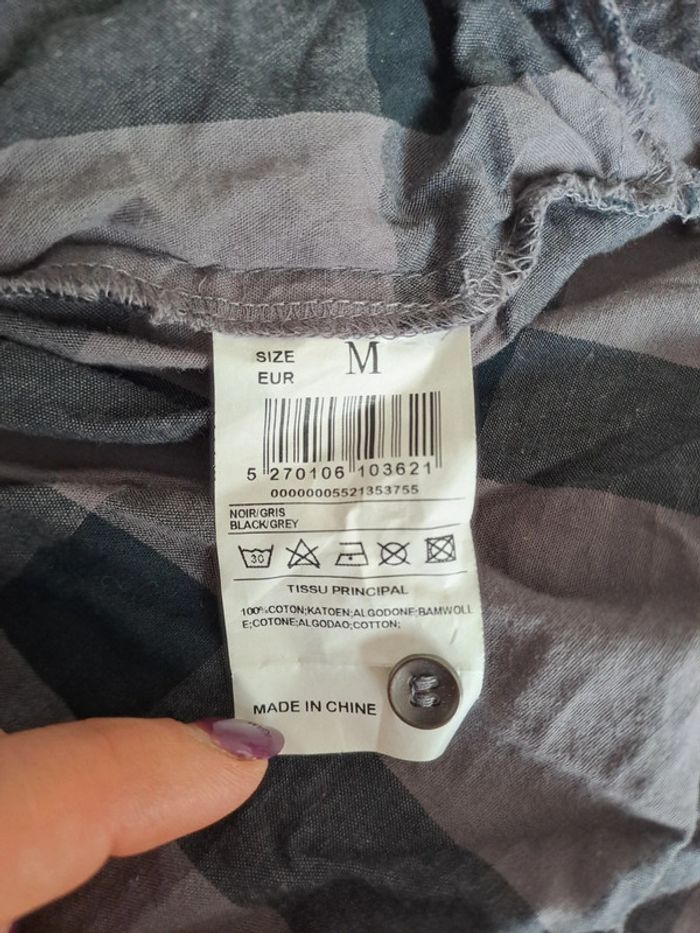 SIZE M
EUR
5 270106 103621
00000005521353755
NOIR/GRIS
BLACK/GREY
30
TISSU PRINCIPAL
100%COTON;KATOEN;ALGODONE;BAMWOLL
E;COTONE;ALGODAO;COTTON;
MADE IN CHINE